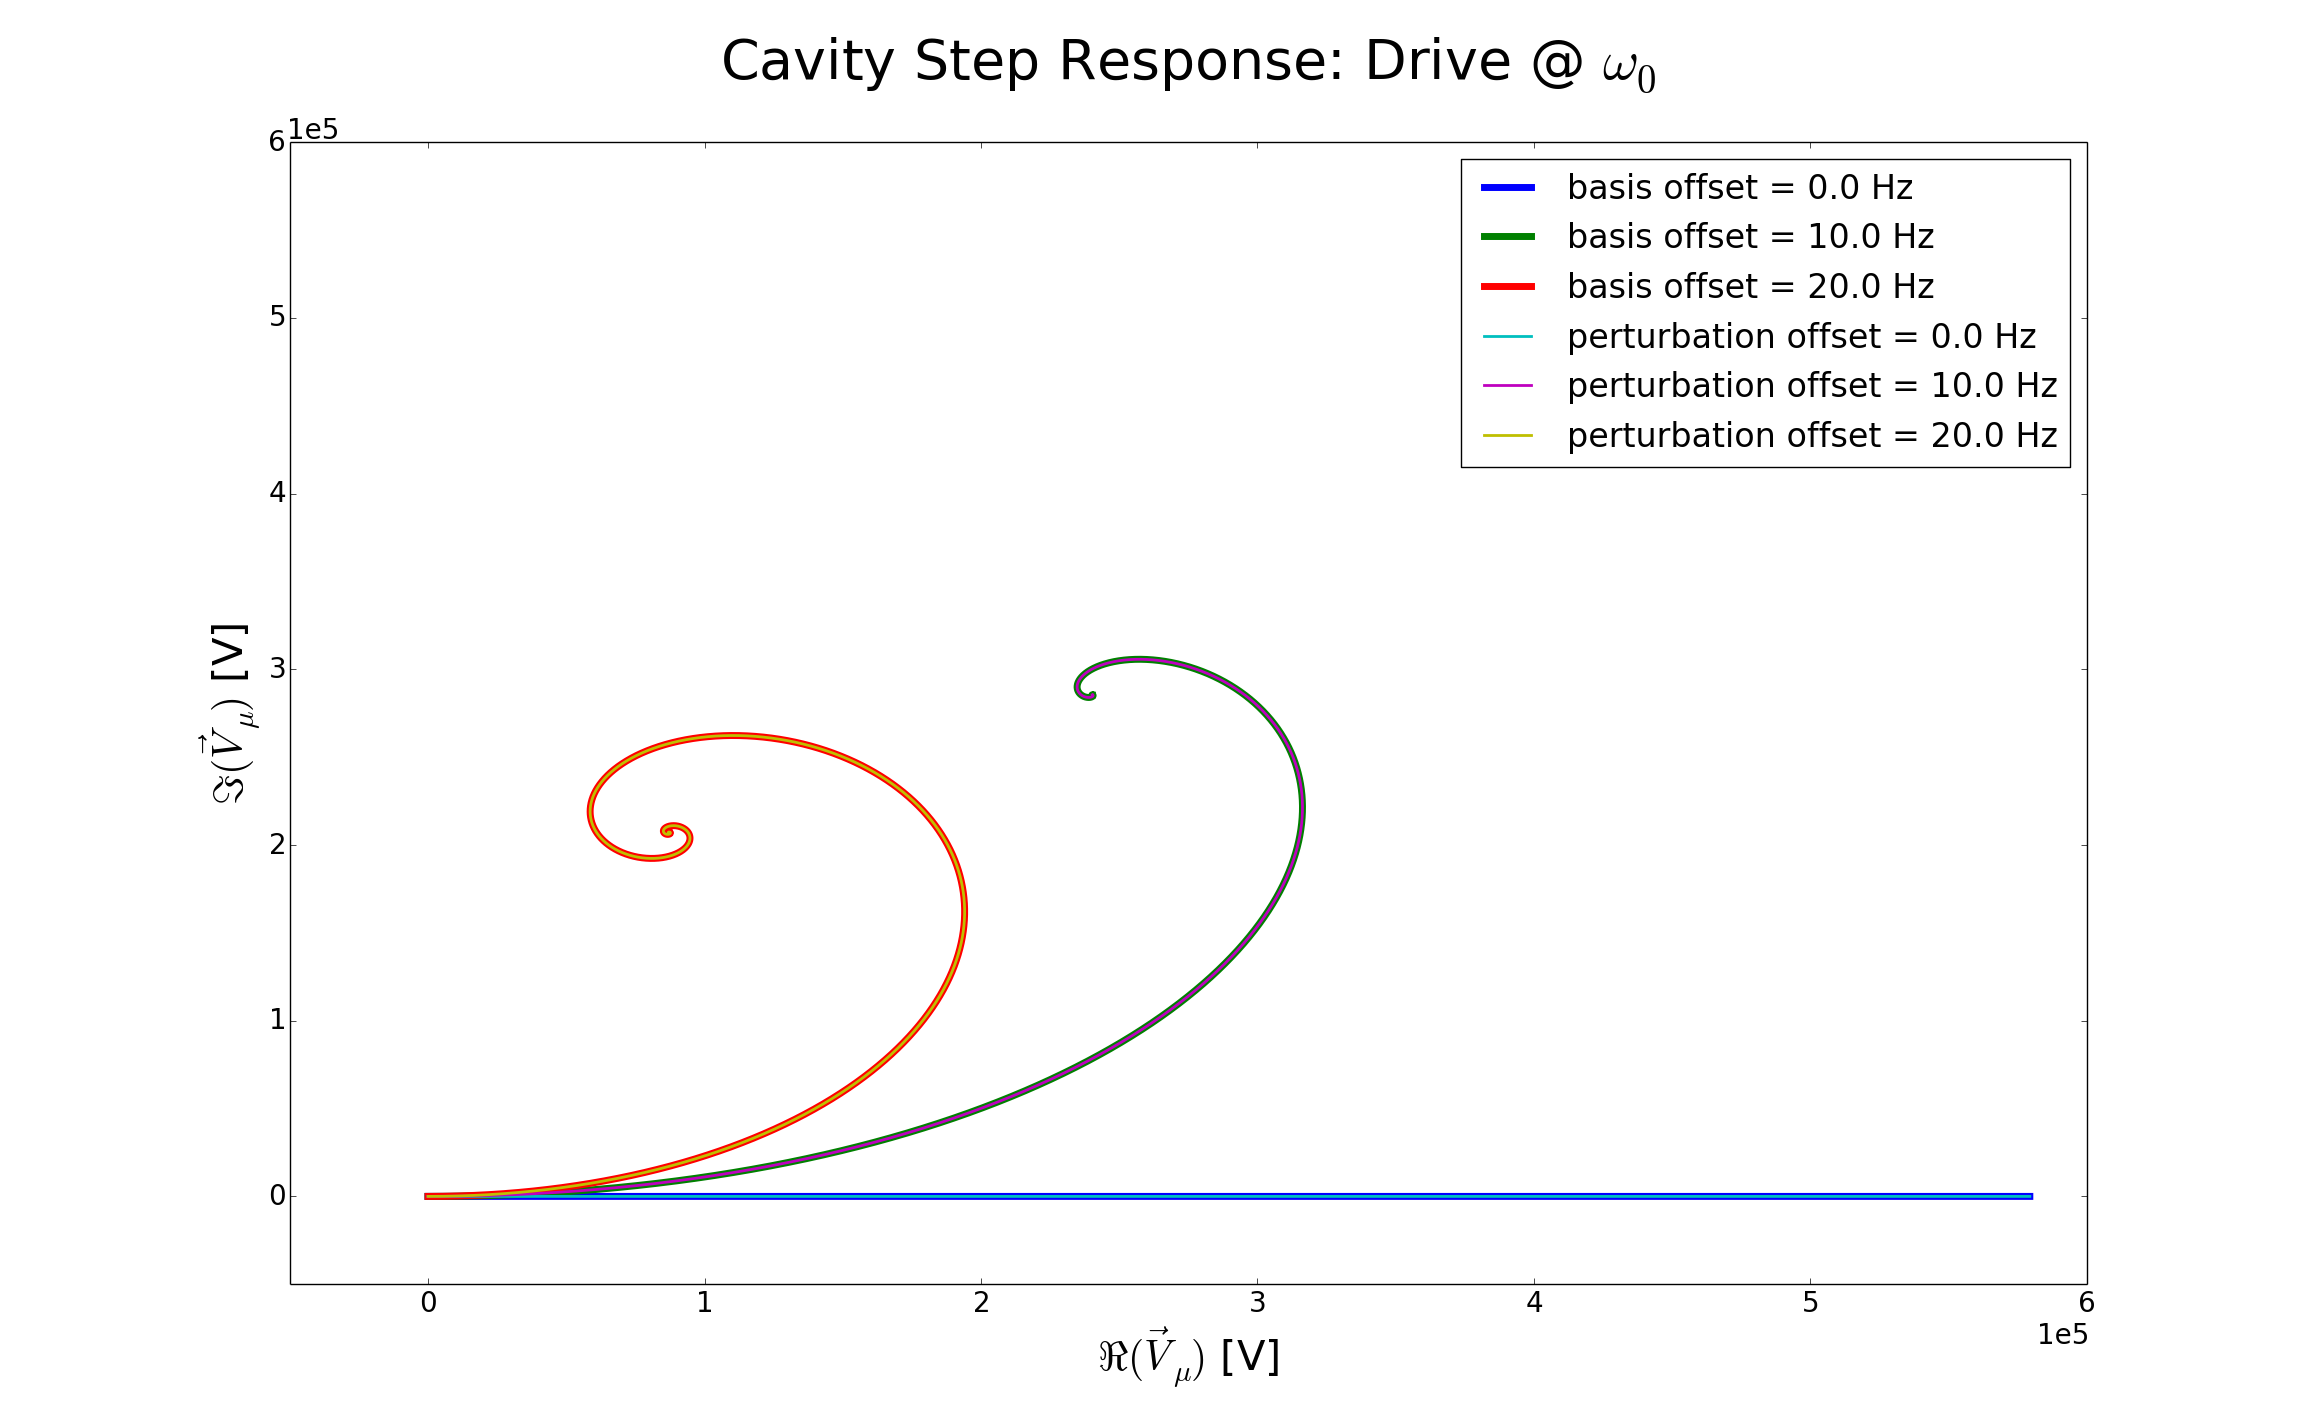 Cavity Step Response: Drive @ ω₀
1e5
6
5
4
3
2
1
0
basis offset = 0.0 Hz
basis offset = 10.0 Hz
basis offset = 20.0 Hz
perturbation offset = 0.0 Hz
perturbation offset = 10.0 Hz
perturbation offset = 20.0 Hz
ℑ(V⃗_μ) [V]
0 1 2 3 4 5 6
1e5
ℜ(V⃗_μ) [V]